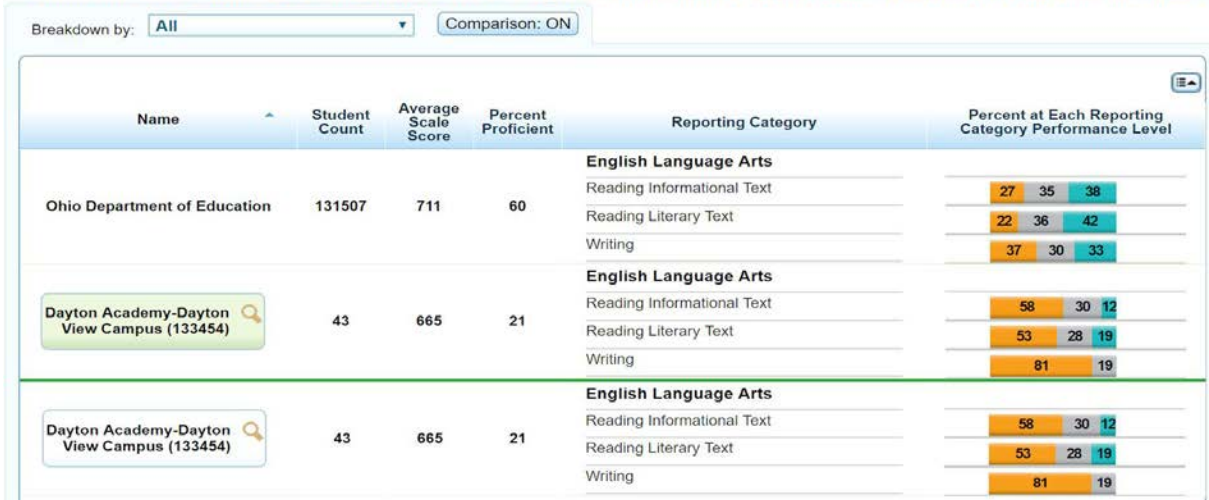 Breakdown by: All Comparison: ON
Name Student Count Average Scale Score Percent Proficient Reporting Category Percent at Each Reporting Category Performance Level
English Language Arts
Ohio Department of Education 131507 711 60
Reading Informational Text 27 35 38
Reading Literary Text 22 36 42
Writing 37 30 33
English Language Arts
Dayton Academy-Dayton
View Campus (133454) 43 665 21
Reading Informational Text 58 30 12
Reading Literary Text 53 28 19
Writing 81 19
English Language Arts
Dayton Academy-Dayton
View Campus (133454) 43 665 21
Reading Informational Text 58 30 12
Reading Literary Text 53 28 19
Writing 81 19